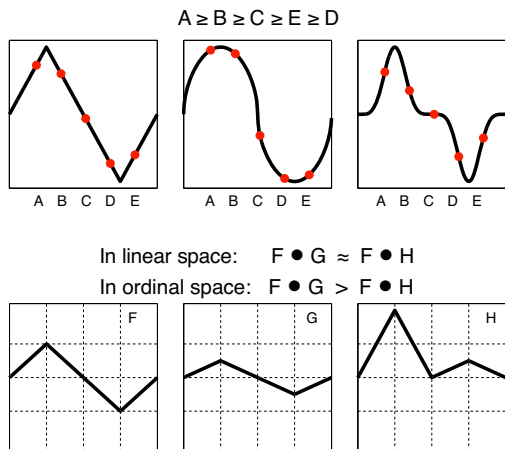 A ≥ B ≥ C ≥ E ≥ D
A B C D E
A B C D E
A B C D E
In linear space: F ● G ≈ F ● H
In ordinal space: F ● G > F ● H
F
G
H